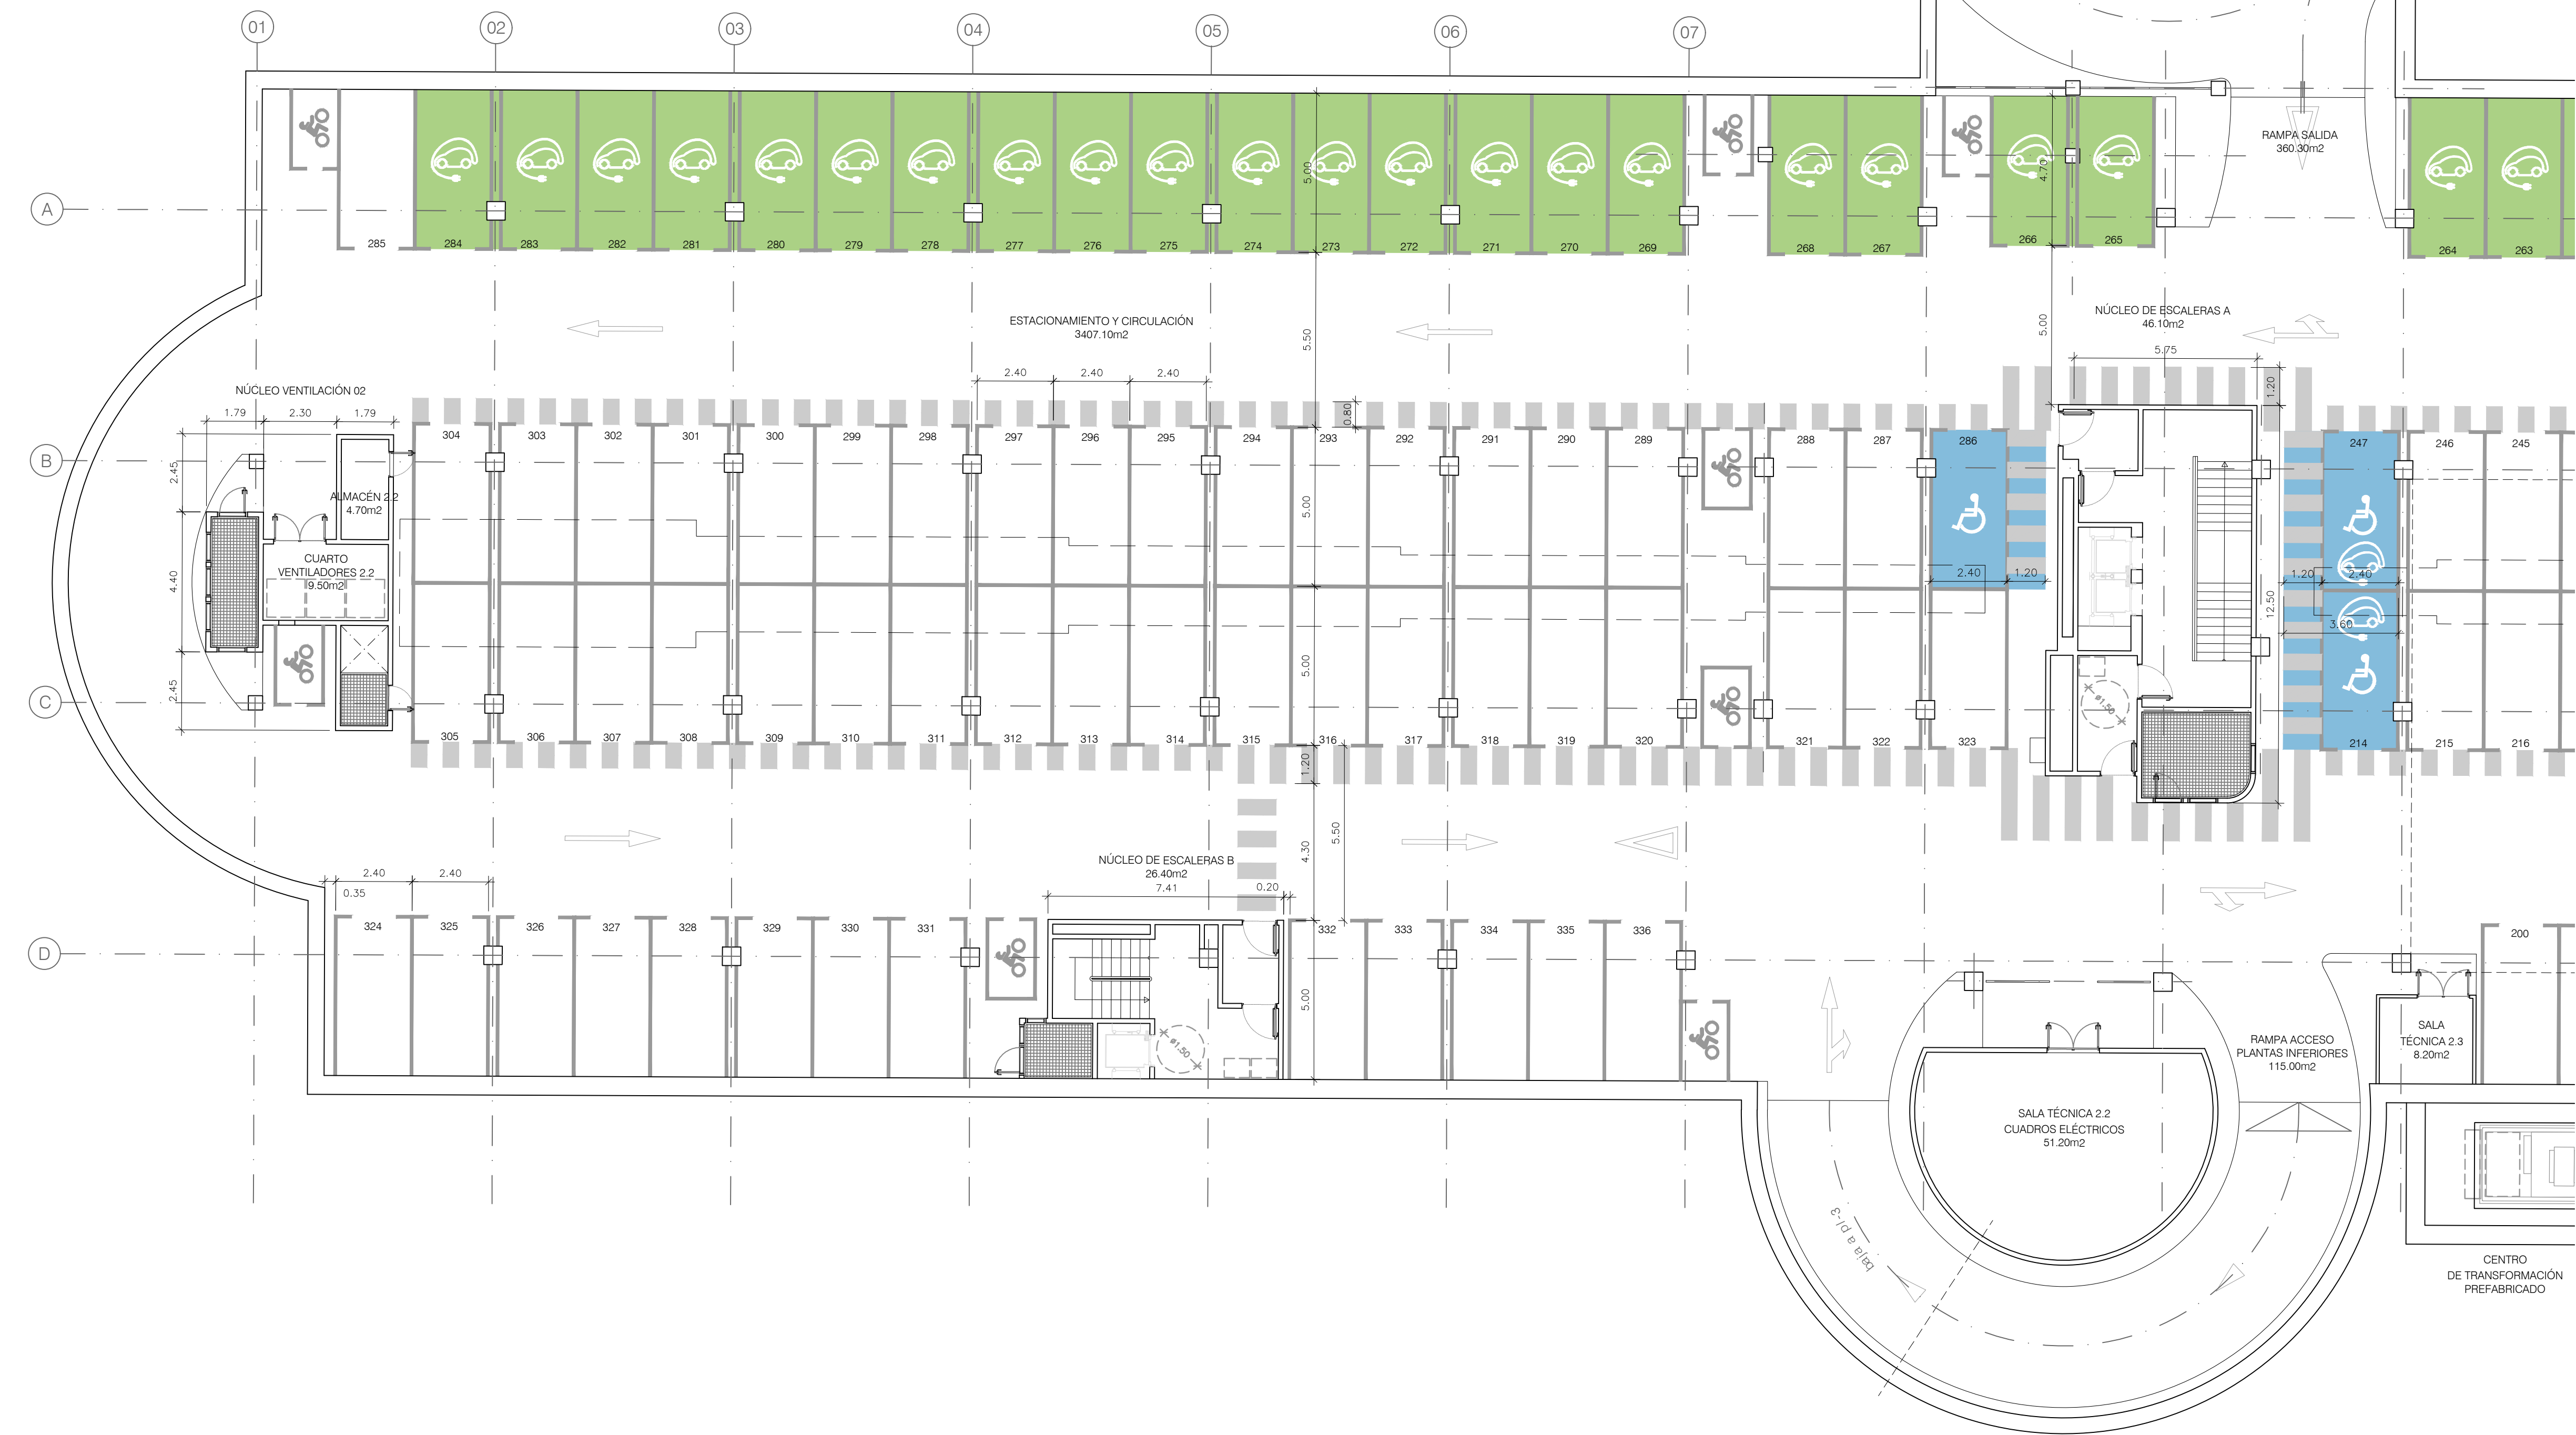 01 02 03 04 05 06 07
RAMPA SALIDA
360.30m2
A
5.00
4.70
285 284 283 282 281 280 279 278 277 276 275 274 273 272 271 270 269 268 267 266 265 264 263
ESTACIONAMIENTO Y CIRCULACIÓN
3407.10m2
5.50
5.00
NÚCLEO DE ESCALERAS A
46.10m2
5.75
1.20
2.40 2.40 2.40
0.80
NÚCLEO VENTILACIÓN 02
1.79 2.30 1.79
304 303 302 301 300 299 298 297 296 295 294 293 292 291 290 289 288 287 286 247 246 245
B
2.45
ALMACÉN 2.2
4.70m2
5.00
CUARTO
VENTILADORES 2.2
9.50m2
4.40
2.40 1.20
1.20 2.40
12.50
3.60
5.00
2.45
C
ø1.50
305 306 307 308 309 310 311 312 313 314 315 316 317 318 319 320 321 322 323 214 215 216
1.20
5.50
4.30
NÚCLEO DE ESCALERAS B
26.40m2
7.41 0.20
2.40 2.40
0.35
324 325 326 327 328 329 330 331 332 333 334 335 336 200
D
5.00
ø1.50
SALA
TÉCNICA 2.3
8.20m2
RAMPA ACCESO
PLANTAS INFERIORES
115.00m2
SALA TÉCNICA 2.2
CUADROS ELÉCTRICOS
51.20m2
baja a pl-3
CENTRO
DE TRANSFORMACIÓN
PREFABRICADO